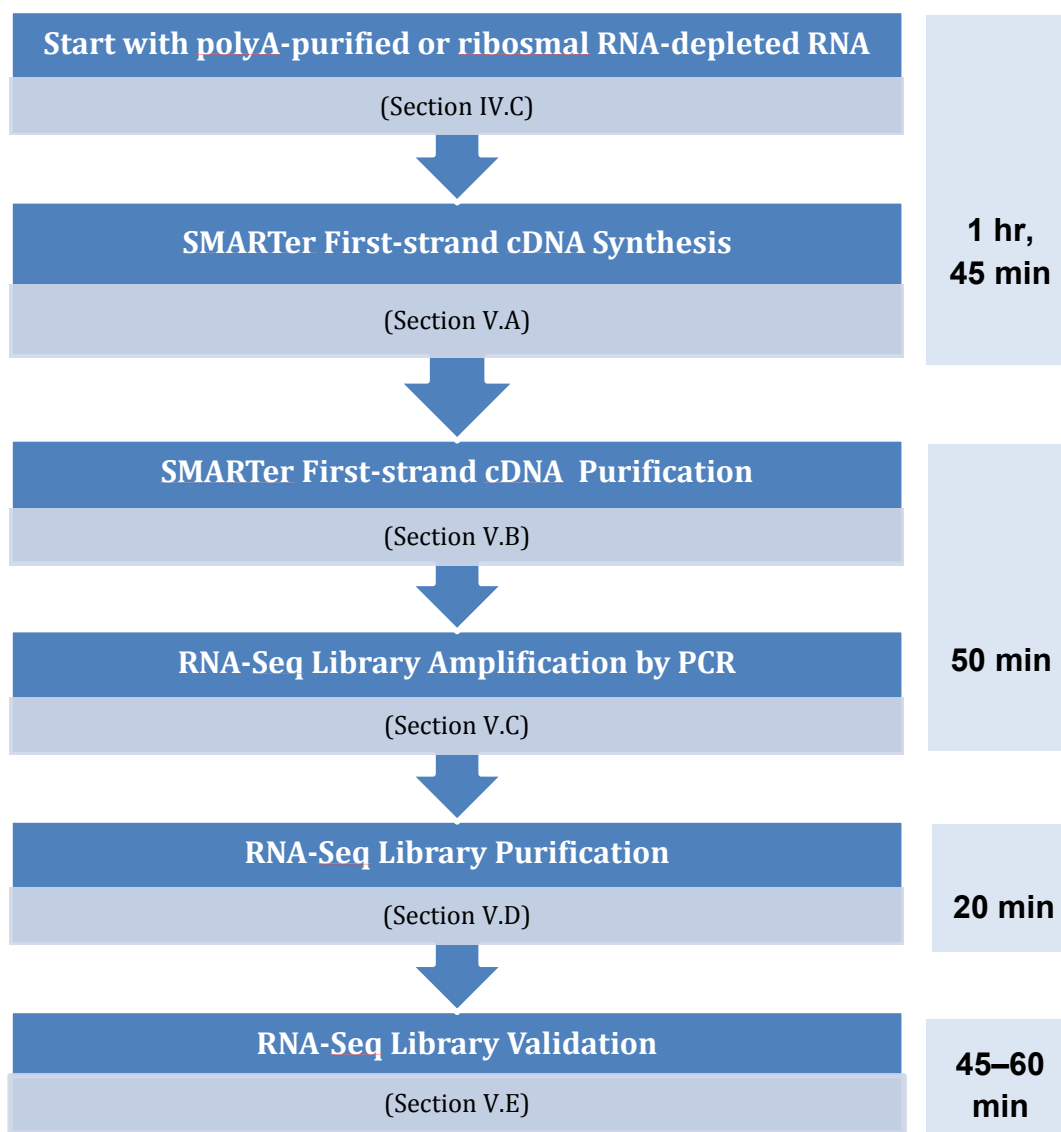 Start with polyA-purified or ribosmal RNA-depleted RNA
(Section IV.C)
SMARTer First-strand cDNA Synthesis
(Section V.A)
1 hr,
45 min
SMARTer First-strand cDNA Purification
(Section V.B)
RNA-Seq Library Amplification by PCR
(Section V.C)
50 min
RNA-Seq Library Purification
(Section V.D)
20 min
RNA-Seq Library Validation
(Section V.E)
45–60
min